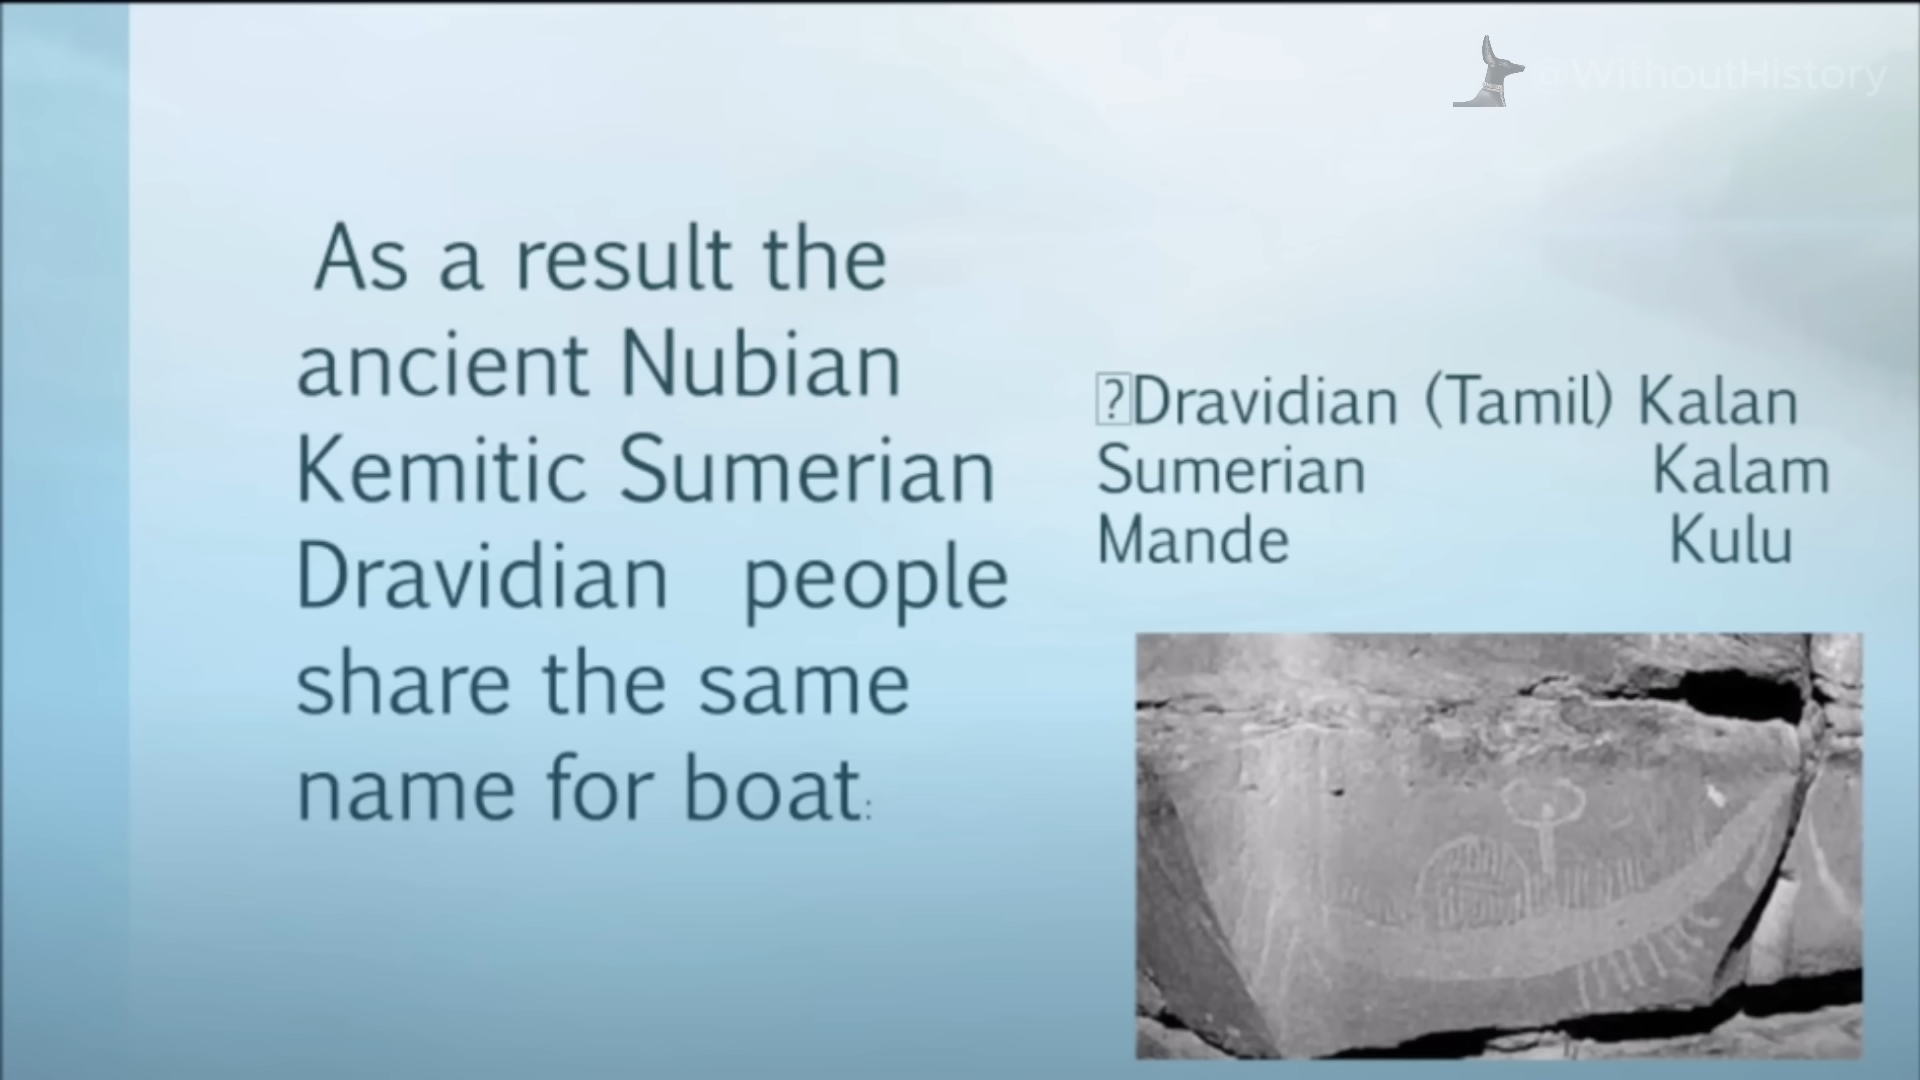 @WithoutHistory
As a result the
ancient Nubian
Kemitic Sumerian
Dravidian people
share the same
name for boat:
?Dravidian (Tamil) Kalan
Sumerian Kalam
Mande Kulu